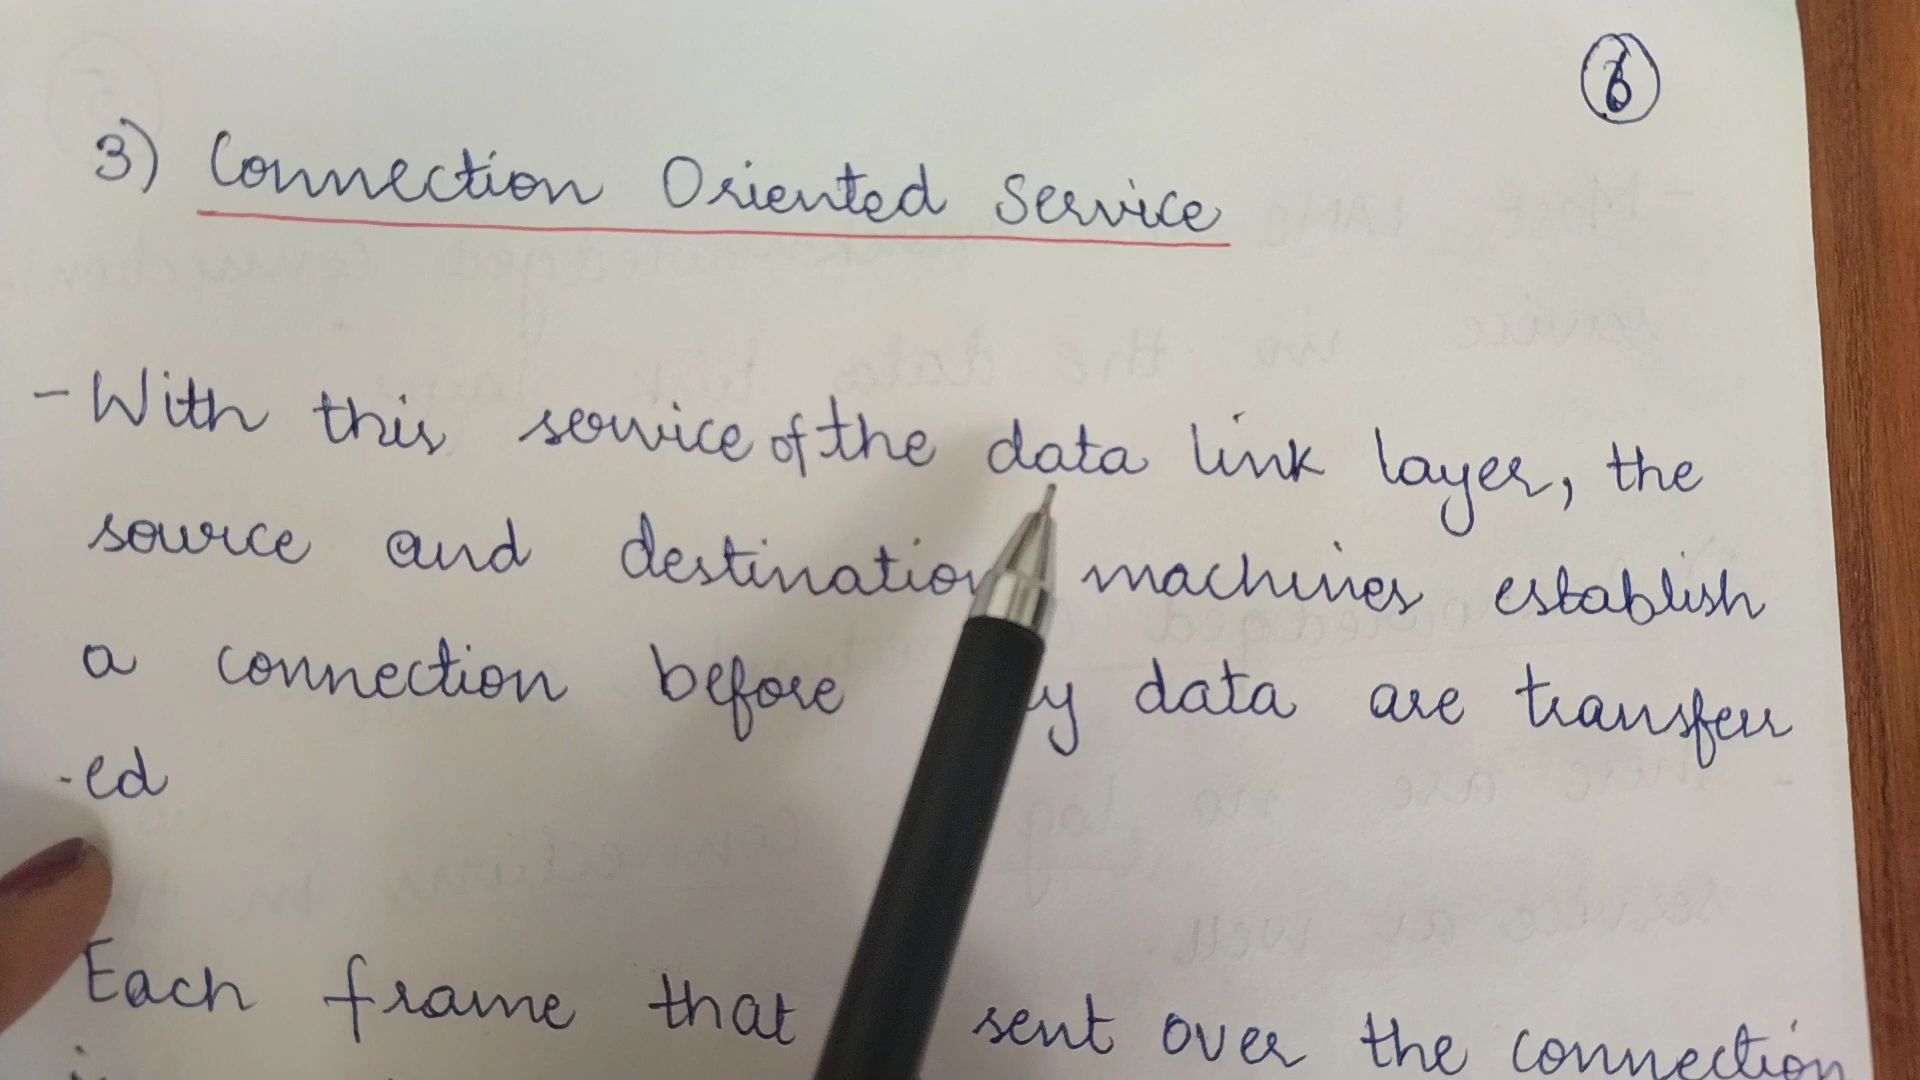 6
3) Connection Oriented Service
- With this service of the data link layer, the
source and destination machines establish
a connection before data are transferr
-ed
Each frame that sent over the connection